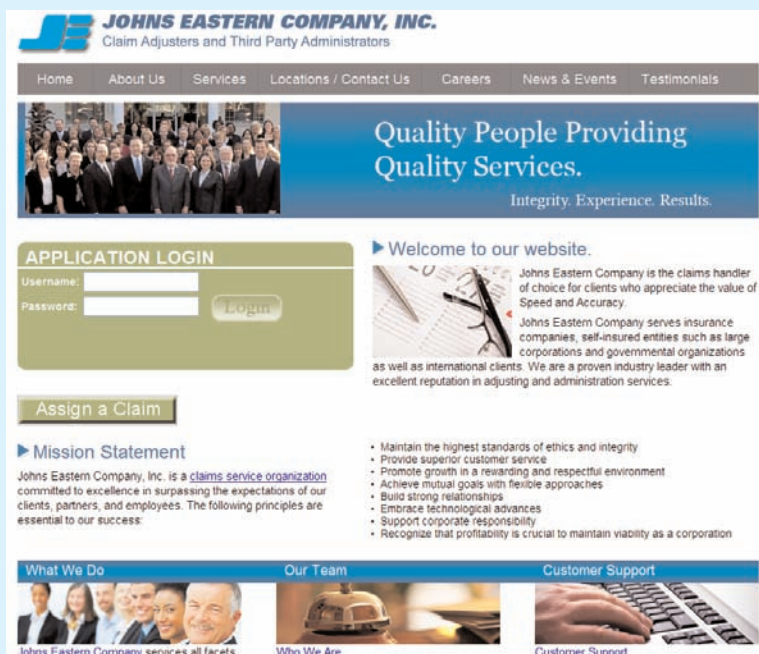 JOHNS EASTERN COMPANY, INC.
Claim Adjusters and Third Party Administrators
Home About Us Services Locations / Contact Us Careers News & Events Testimonials
Quality People Providing
Quality Services.
Integrity. Experience. Results.
APPLICATION LOGIN
Username:
Password:
Login
Assign a Claim
Welcome to our website.
Johns Eastern Company is the claims handler
of choice for clients who appreciate the value of
Speed and Accuracy.
Johns Eastern Company serves insurance
companies, self-insured entities such as large
corporations and governmental organizations
as well as international clients. We are a proven industry leader with an
excellent reputation in adjusting and administration services.
Mission Statement
Johns Eastern Company, Inc. is a claims service organization
committed to excellence in surpassing the expectations of our
clients, partners, and employees. The following principles are
essential to our success:
• Maintain the highest standards of ethics and integrity
• Provide superior customer service
• Promote growth in a rewarding and respectful environment
• Achieve mutual goals with flexible approaches
• Build strong relationships
• Embrace technological advances
• Support corporate responsibility
• Recognize that profitability is crucial to maintain viability as a corporation
What We Do Our Team Customer Support
Johns Eastern Company services all facets Who We Are Customer Support